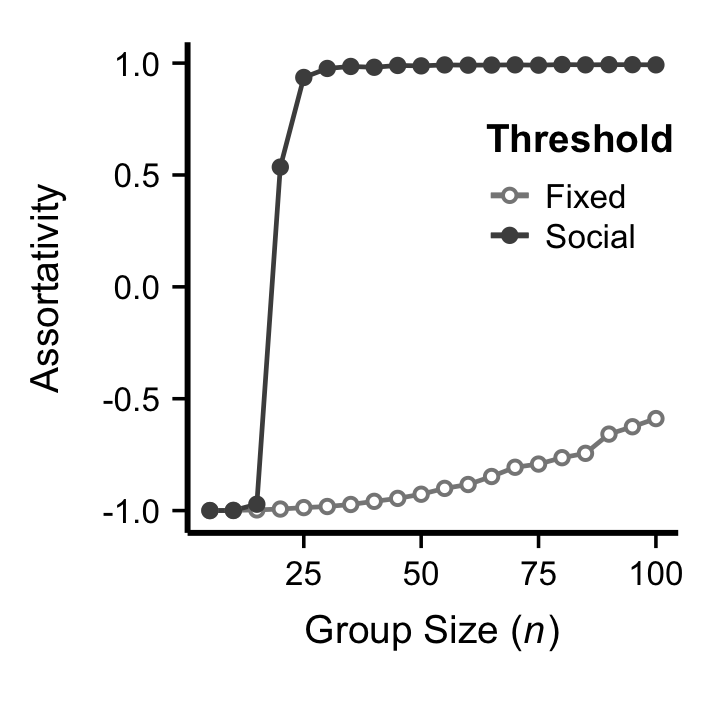 1.0
0.5
0.0
-0.5
-1.0
Assortativity
Threshold
Fixed
Social
25 50 75 100
Group Size (n)